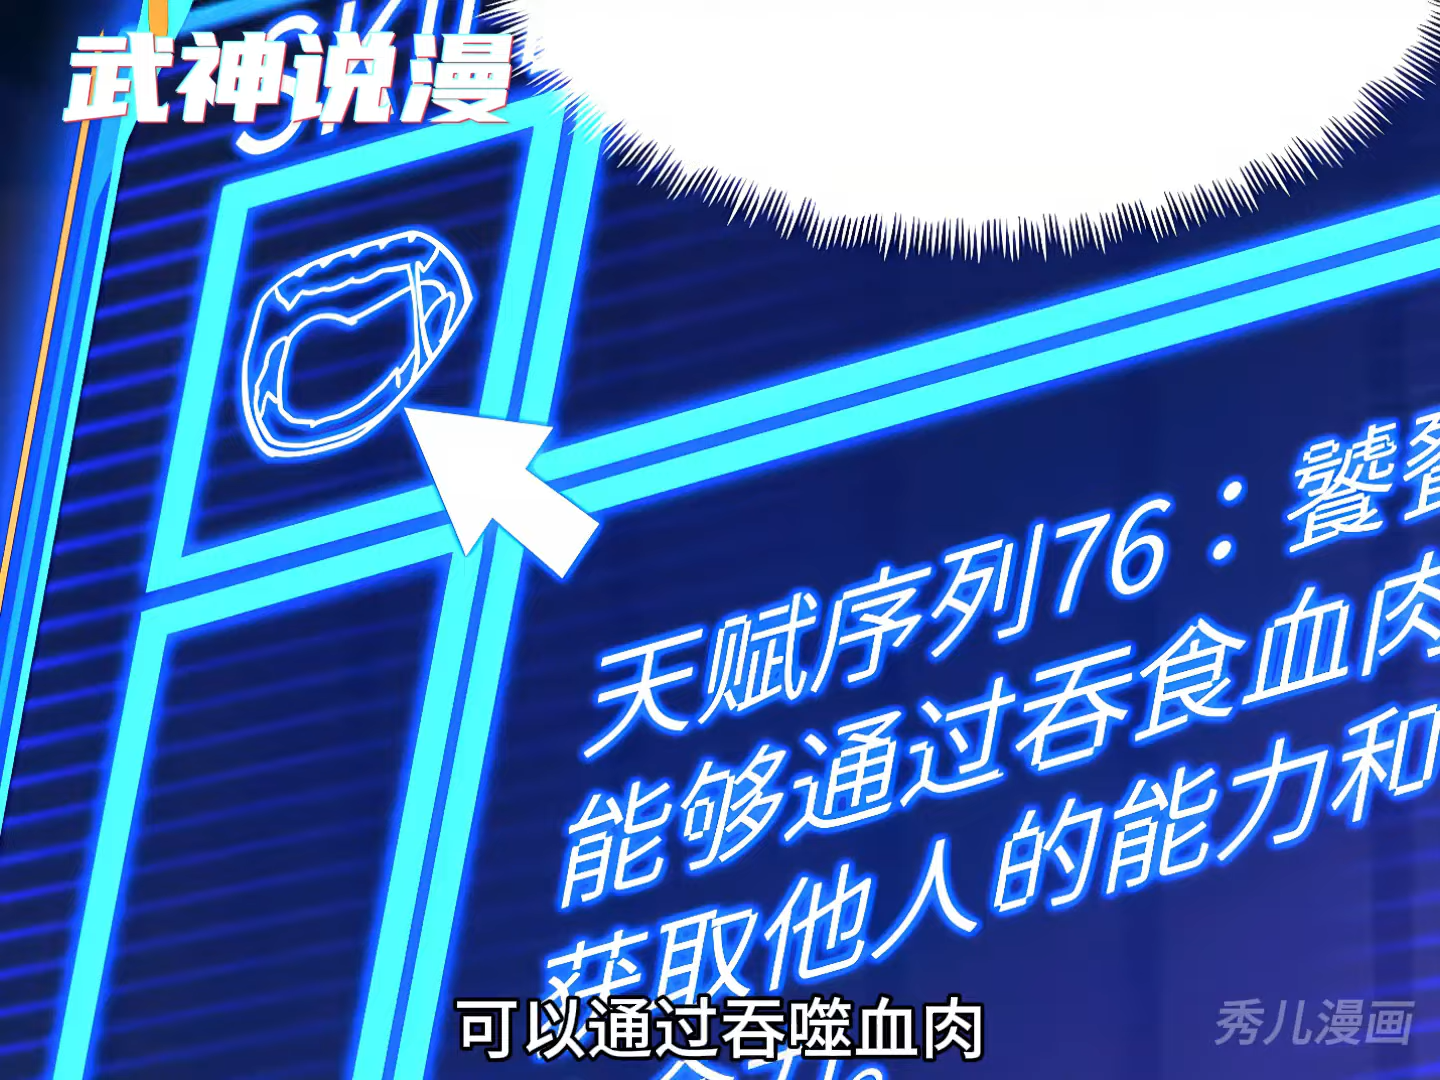 武神说漫
SKILL
天赋序列76：饕餮
能够通过吞食血肉
获取他人的能力和
可以通过吞噬血肉
秀儿漫画